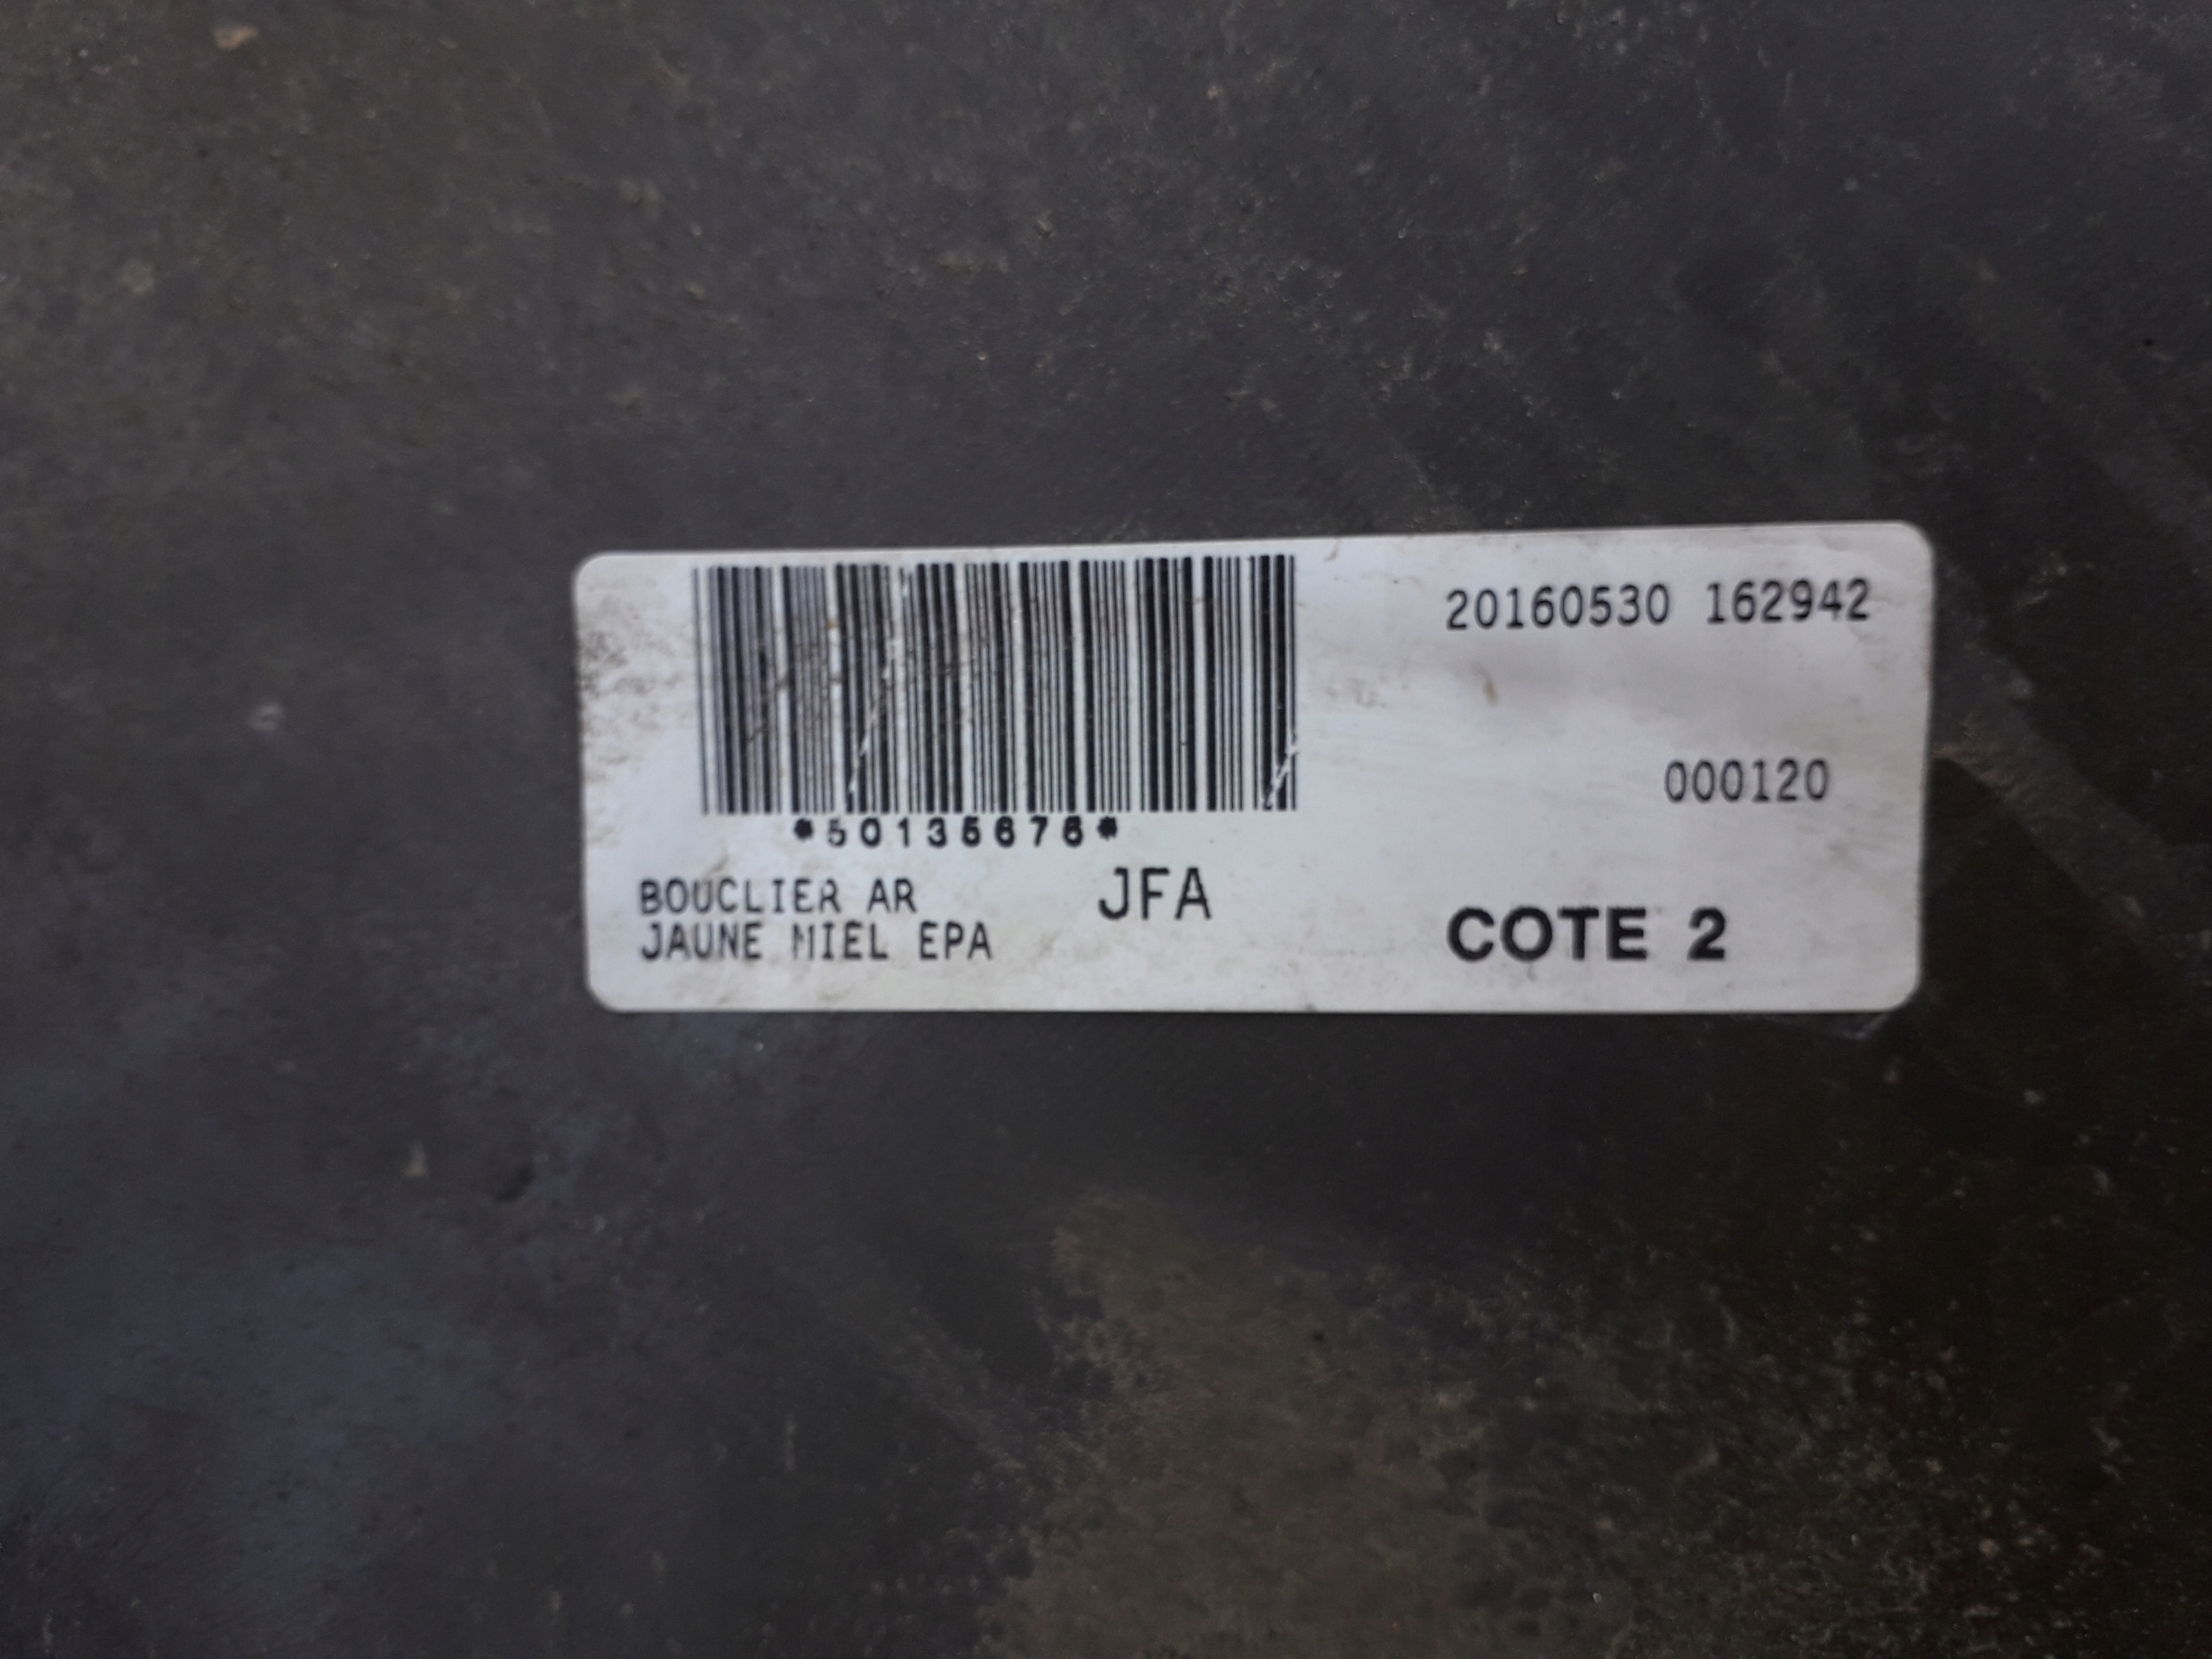 20160530 162942
000120
*50135676*
BOUCLIER AR
JFA
JAUNE MIEL EPA
COTE 2